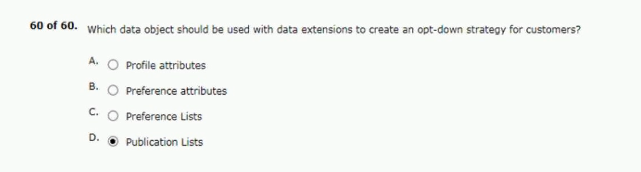 60 of 60. Which data object should be used with data extensions to create an opt-down strategy for customers?
A. Profile attributes
B. Preference attributes
C. Preference Lists
D. Publication Lists